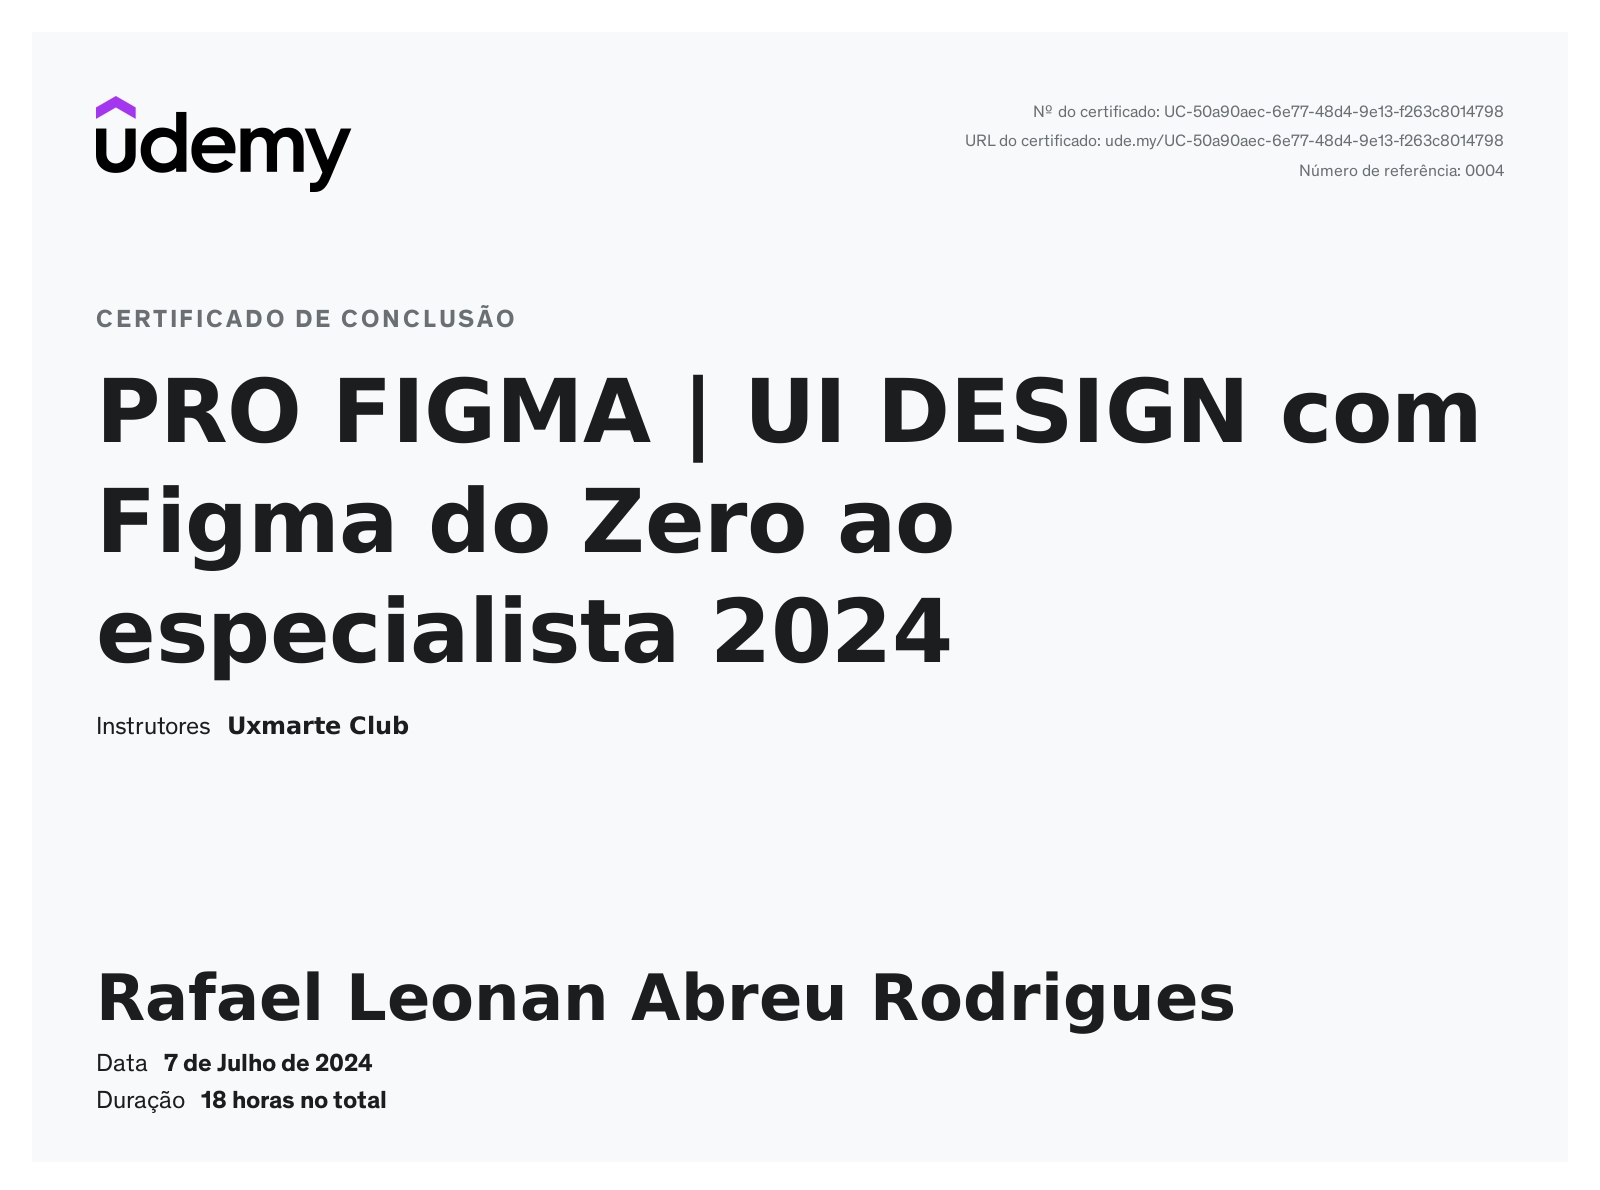 udemy
Nº do certificado: UC-50a90aec-6e77-48d4-9e13-f263c8014798
URL do certificado: ude.my/UC-50a90aec-6e77-48d4-9e13-f263c8014798
Número de referência: 0004
CERTIFICADO DE CONCLUSÃO
PRO FIGMA | UI DESIGN com
Figma do Zero ao
especialista 2024
Instrutores Uxmarte Club
Rafael Leonan Abreu Rodrigues
Data 7 de Julho de 2024
Duração 18 horas no total